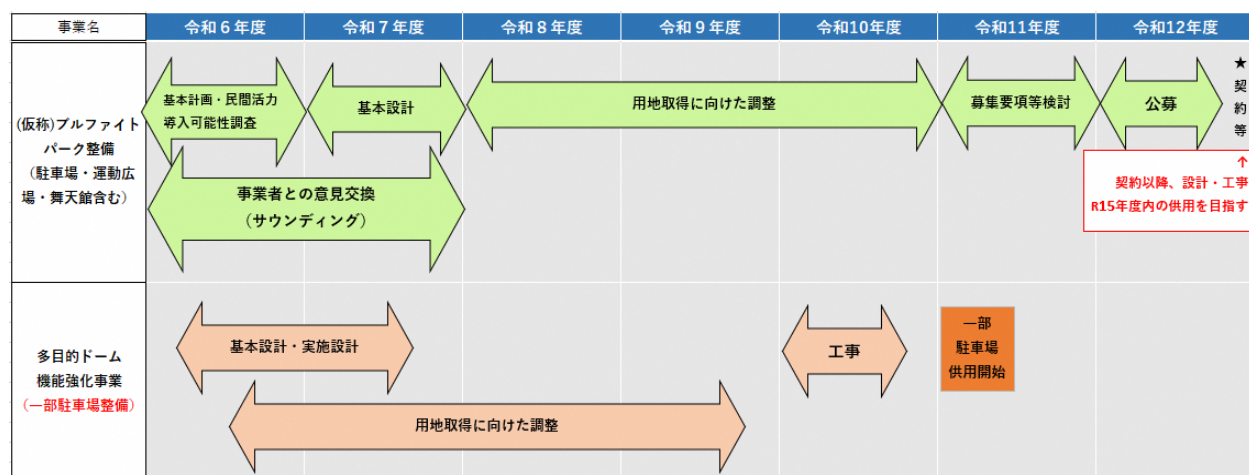 事業名
令和6年度
令和7年度
令和8年度
令和9年度
令和10年度
令和11年度
令和12年度
(仮称)ブルファイト
パーク整備
（駐車場・運動広
場・舞天館含む）
基本計画・民間活力
導入可能性調査
基本設計
用地取得に向けた調整
募集要項等検討
公募
★
契
約
等
事業者との意見交換
（サウンディング）
↑
契約以降、設計・工事
R15年度内の供用を目指す
多目的ドーム
機能強化事業
（一部駐車場整備）
基本設計・実施設計
工事
一部
駐車場
供用開始
用地取得に向けた調整